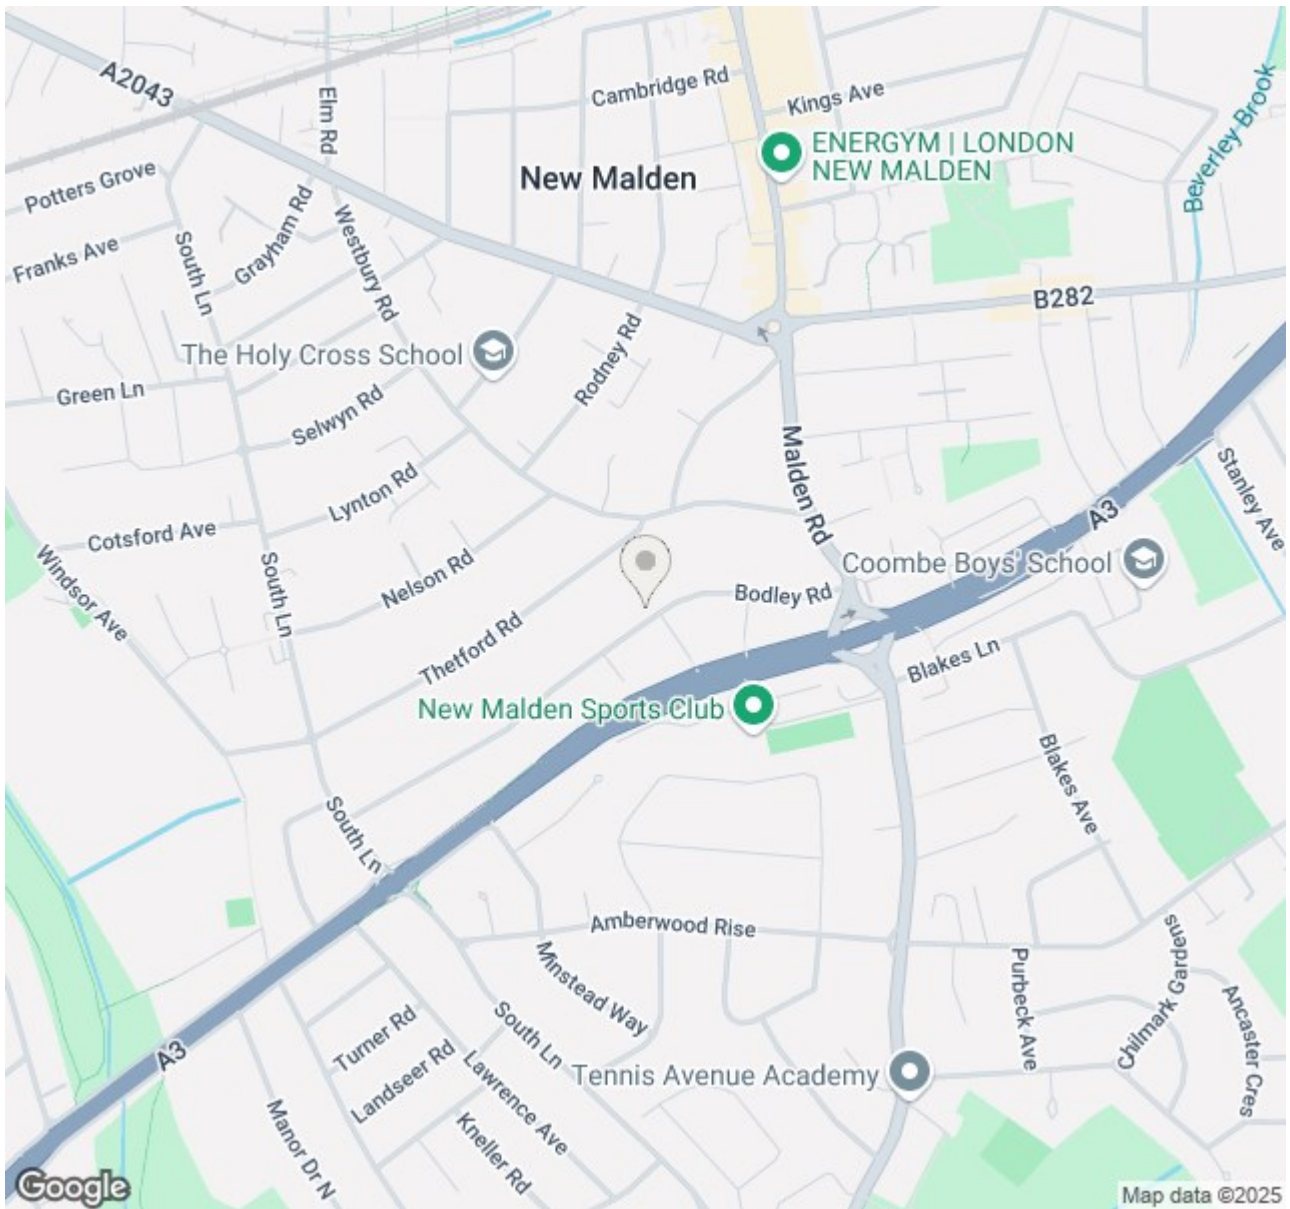 A2043
Elm Rd
Cambridge Rd
Kings Ave
Beverley Brook
ENERGYM | LONDON
NEW MALDEN
New Malden
Potters Grove
Franks Ave
South Ln
Grayham Rd
Westbury Rd
B282
The Holy Cross School
Rodney Rd
Green Ln
Selwyn Rd
Malden Rd
Lynton Rd
Stanley Ave
A3
Cotsford Ave
Windsor Ave
South Ln
Nelson Rd
Coombe Boys' School
Bodley Rd
Thetford Rd
Blakes Ln
New Malden Sports Club
Blakes Ave
South Ln
Amberwood Rise
Minstead Way
Purbeck Ave
Chilmark Gardens
Ancaster Cres
A3
Turner Rd
Landseer Rd
South Ln
Lawrence Ave
Tennis Avenue Academy
Manor Dr N
Kneller Rd
Google
Map data ©2025